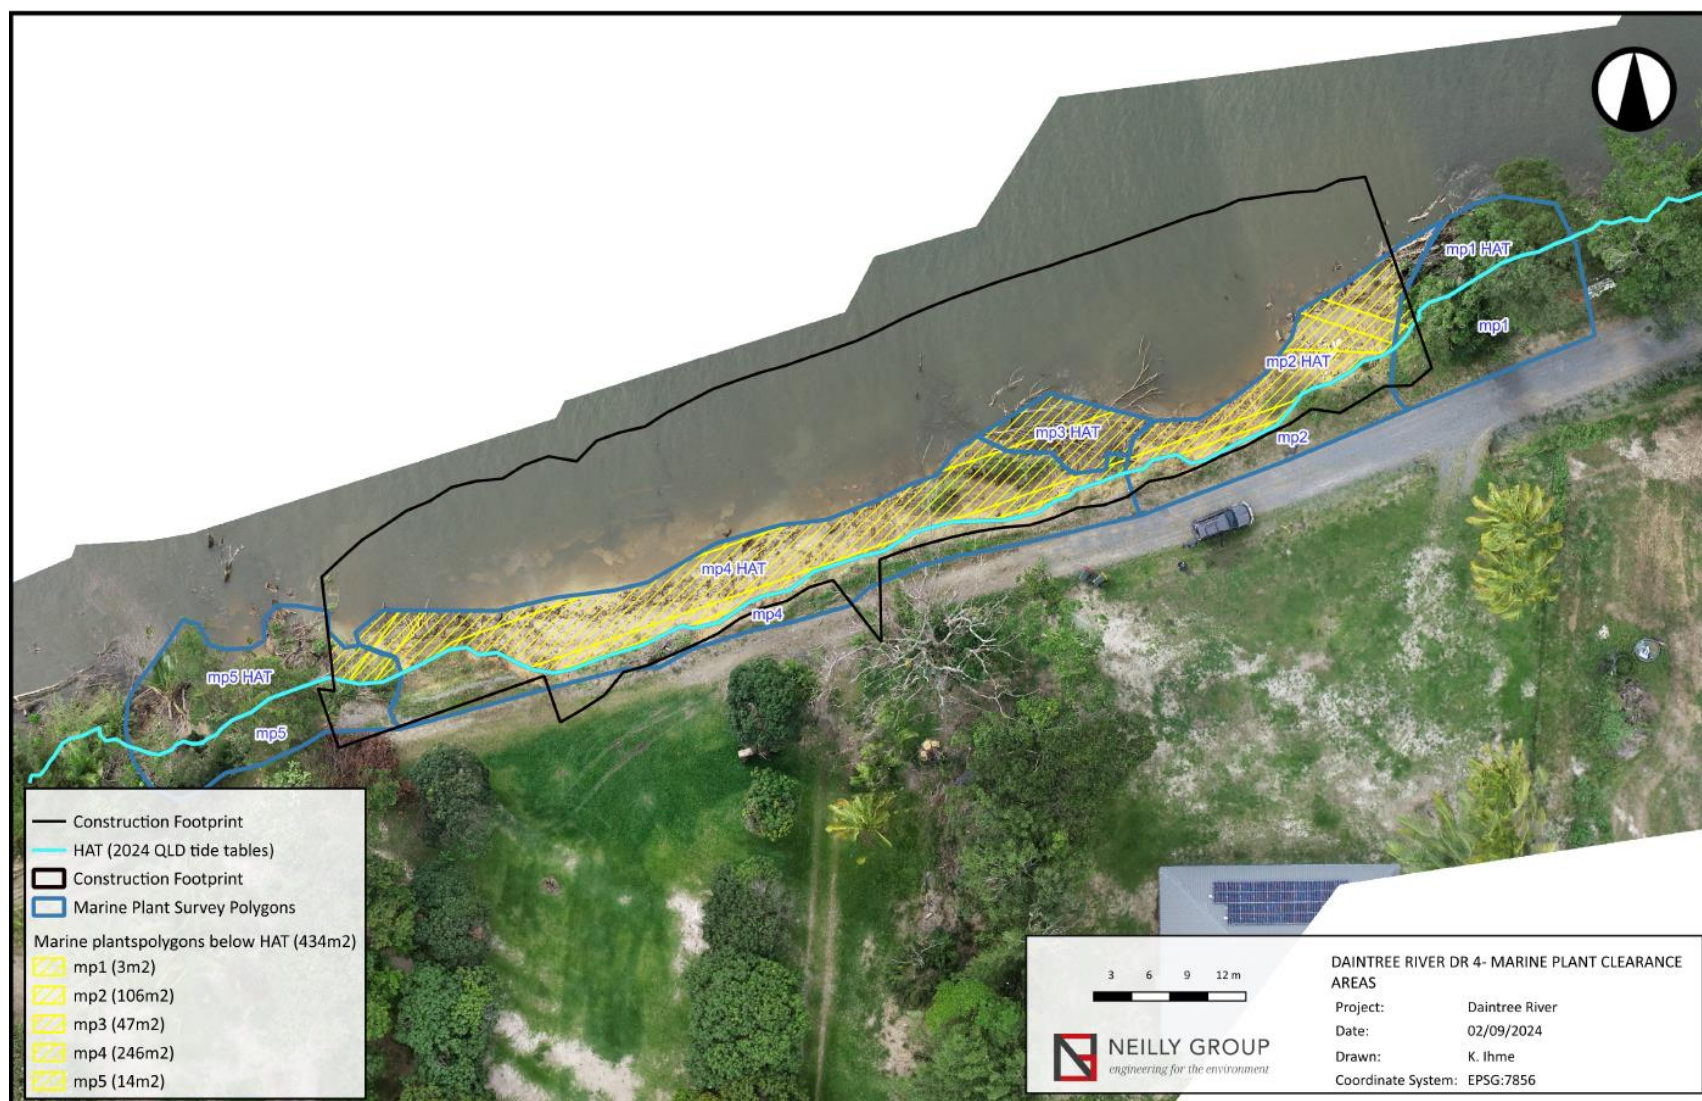 mp1 HAT
mp1
mp2 HAT
mp2
mp3 HAT
mp4 HAT
mp4
mp5 HAT
mp5
Construction Footprint
HAT (2024 QLD tide tables)
Construction Footprint
Marine Plant Survey Polygons
Marine plantspolygons below HAT (434m2)
mp1 (3m2)
mp2 (106m2)
mp3 (47m2)
mp4 (246m2)
mp5 (14m2)
3 6 9 12 m
NEILLY GROUP
engineering for the environment
DAINTREE RIVER DR 4- MARINE PLANT CLEARANCE
AREAS
Project: Daintree River
Date: 02/09/2024
Drawn: K. Ihme
Coordinate System: EPSG:7856